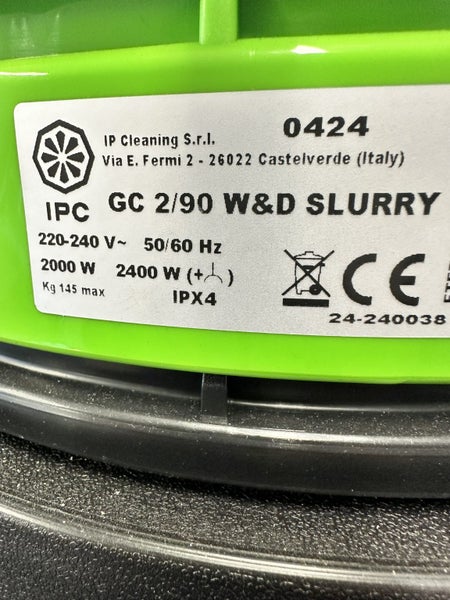 IP Cleaning S.r.l.
0424
Via E. Fermi 2 - 26022 Castelverde (Italy)
IPC
GC 2/90 W&D SLURRY
220-240 V~ 50/60 Hz
2000 W 2400 W (+ )
Kg 145 max
IPX4
CE
24-240038